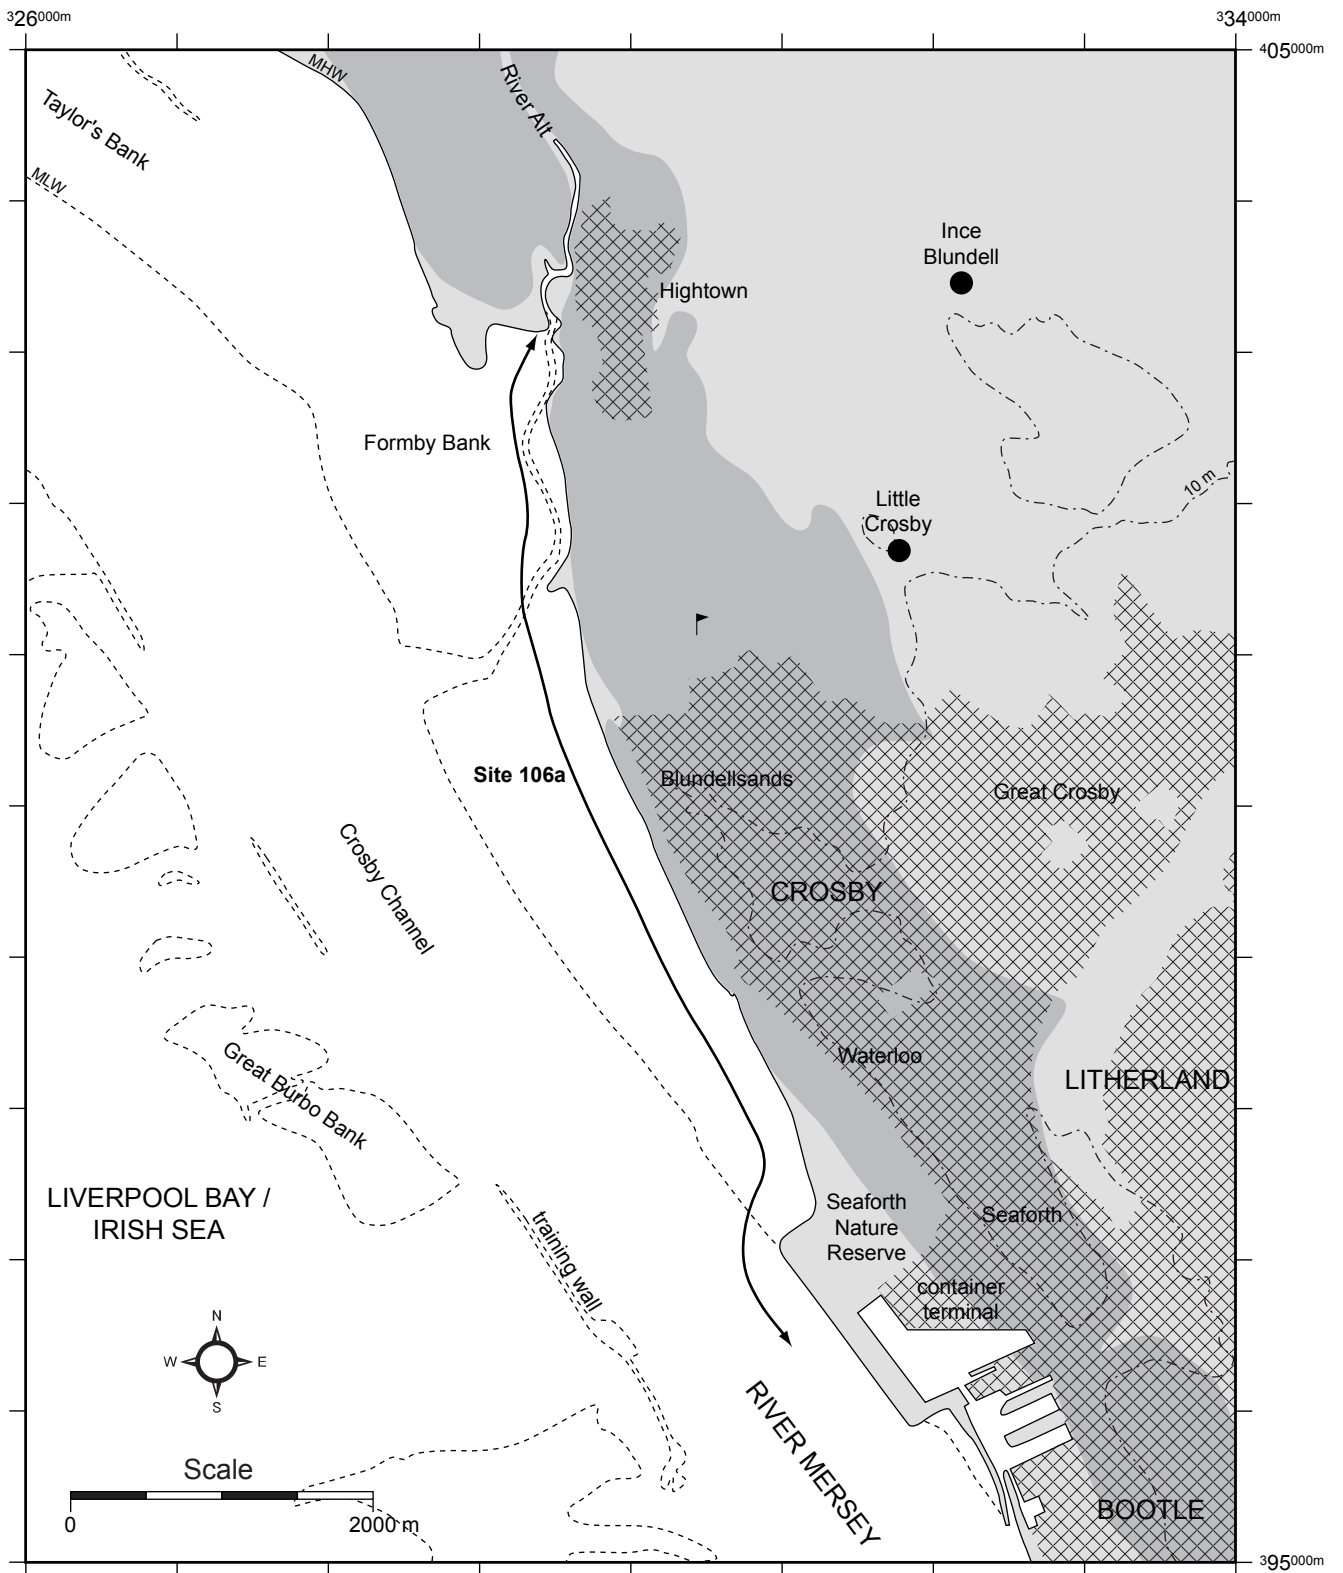 326000m
334000m
405000m
MHW
River Alt
Taylor's Bank
MLW
Ince
Blundell
Hightown
Formby Bank
10 m
Little
Crosby
Site 106a
Blundellsands
Great Crosby
Crosby Channel
CROSBY
Great Burbo Bank
Waterloo
LITHERLAND
LIVERPOOL BAY /
IRISH SEA
Seaforth
Nature
Reserve
Seaforth
training wall
container
terminal
N
W
E
S
RIVER MERSEY
Scale
0
2000 m
BOOTLE
395000m